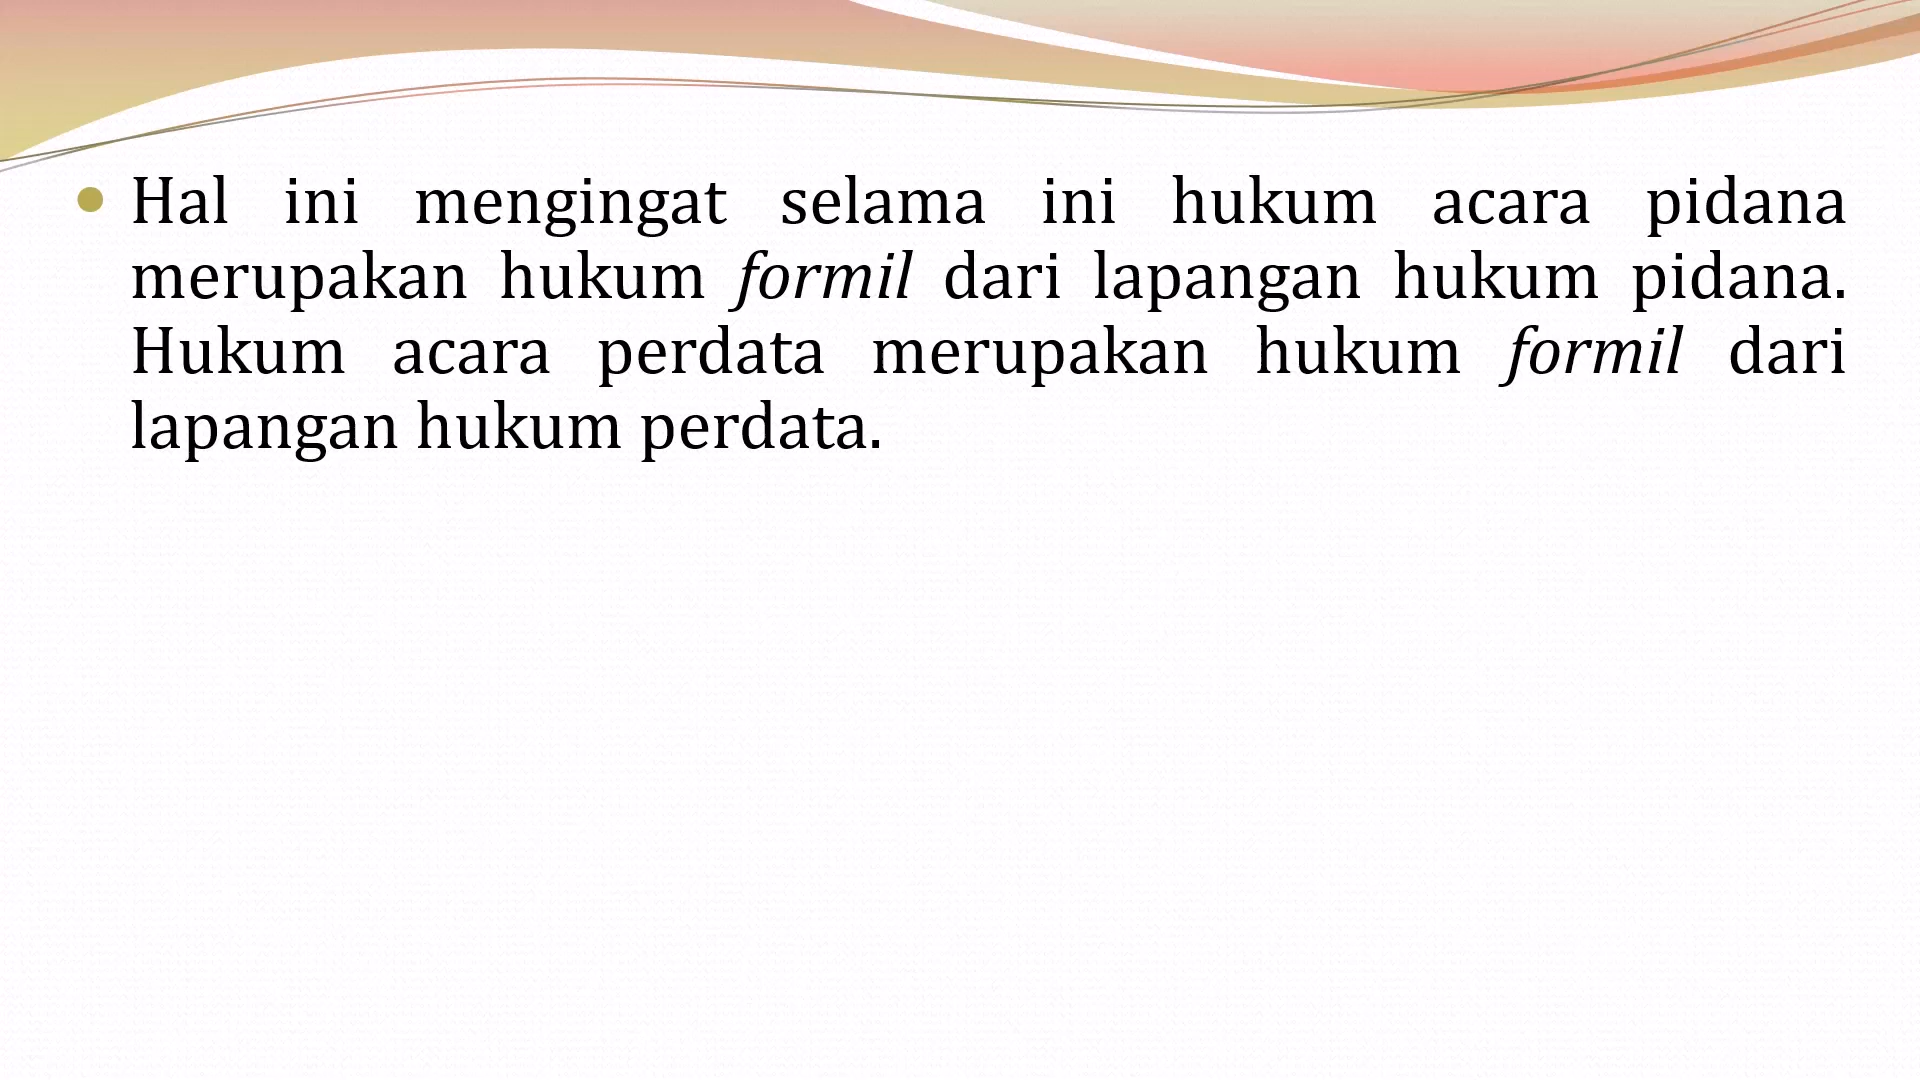 Hal ini mengingat selama ini hukum acara pidana
merupakan hukum formil dari lapangan hukum pidana.
Hukum acara perdata merupakan hukum formil dari
lapangan hukum perdata.